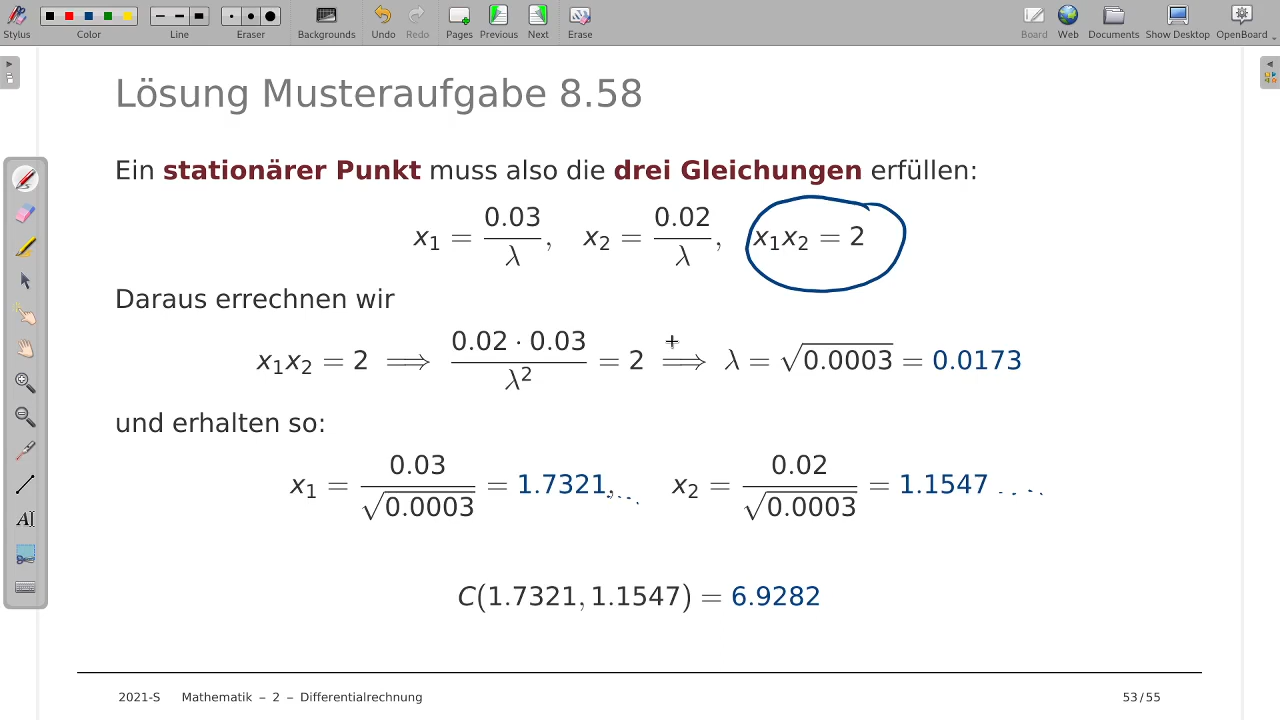 Stylus Color Line Eraser Backgrounds Undo Redo Pages Previous Next Erase Board Web Documents Show Desktop OpenBoard
Lösung Musteraufgabe 8.58
Ein stationärer Punkt muss also die drei Gleichungen erfüllen:
x₁ = 0.03/λ, x₂ = 0.02/λ, x₁x₂ = 2
Daraus errechnen wir
x₁x₂ = 2 ⟹ 0.02 · 0.03/λ² = 2 ⟹ λ = √0.0003 = 0.0173
und erhalten so:
x₁ = 0.03/√0.0003 = 1.7321, x₂ = 0.02/√0.0003 = 1.1547 ....
C(1.7321, 1.1547) = 6.9282
2021-S Mathematik – 2 – Differentialrechnung 53/55